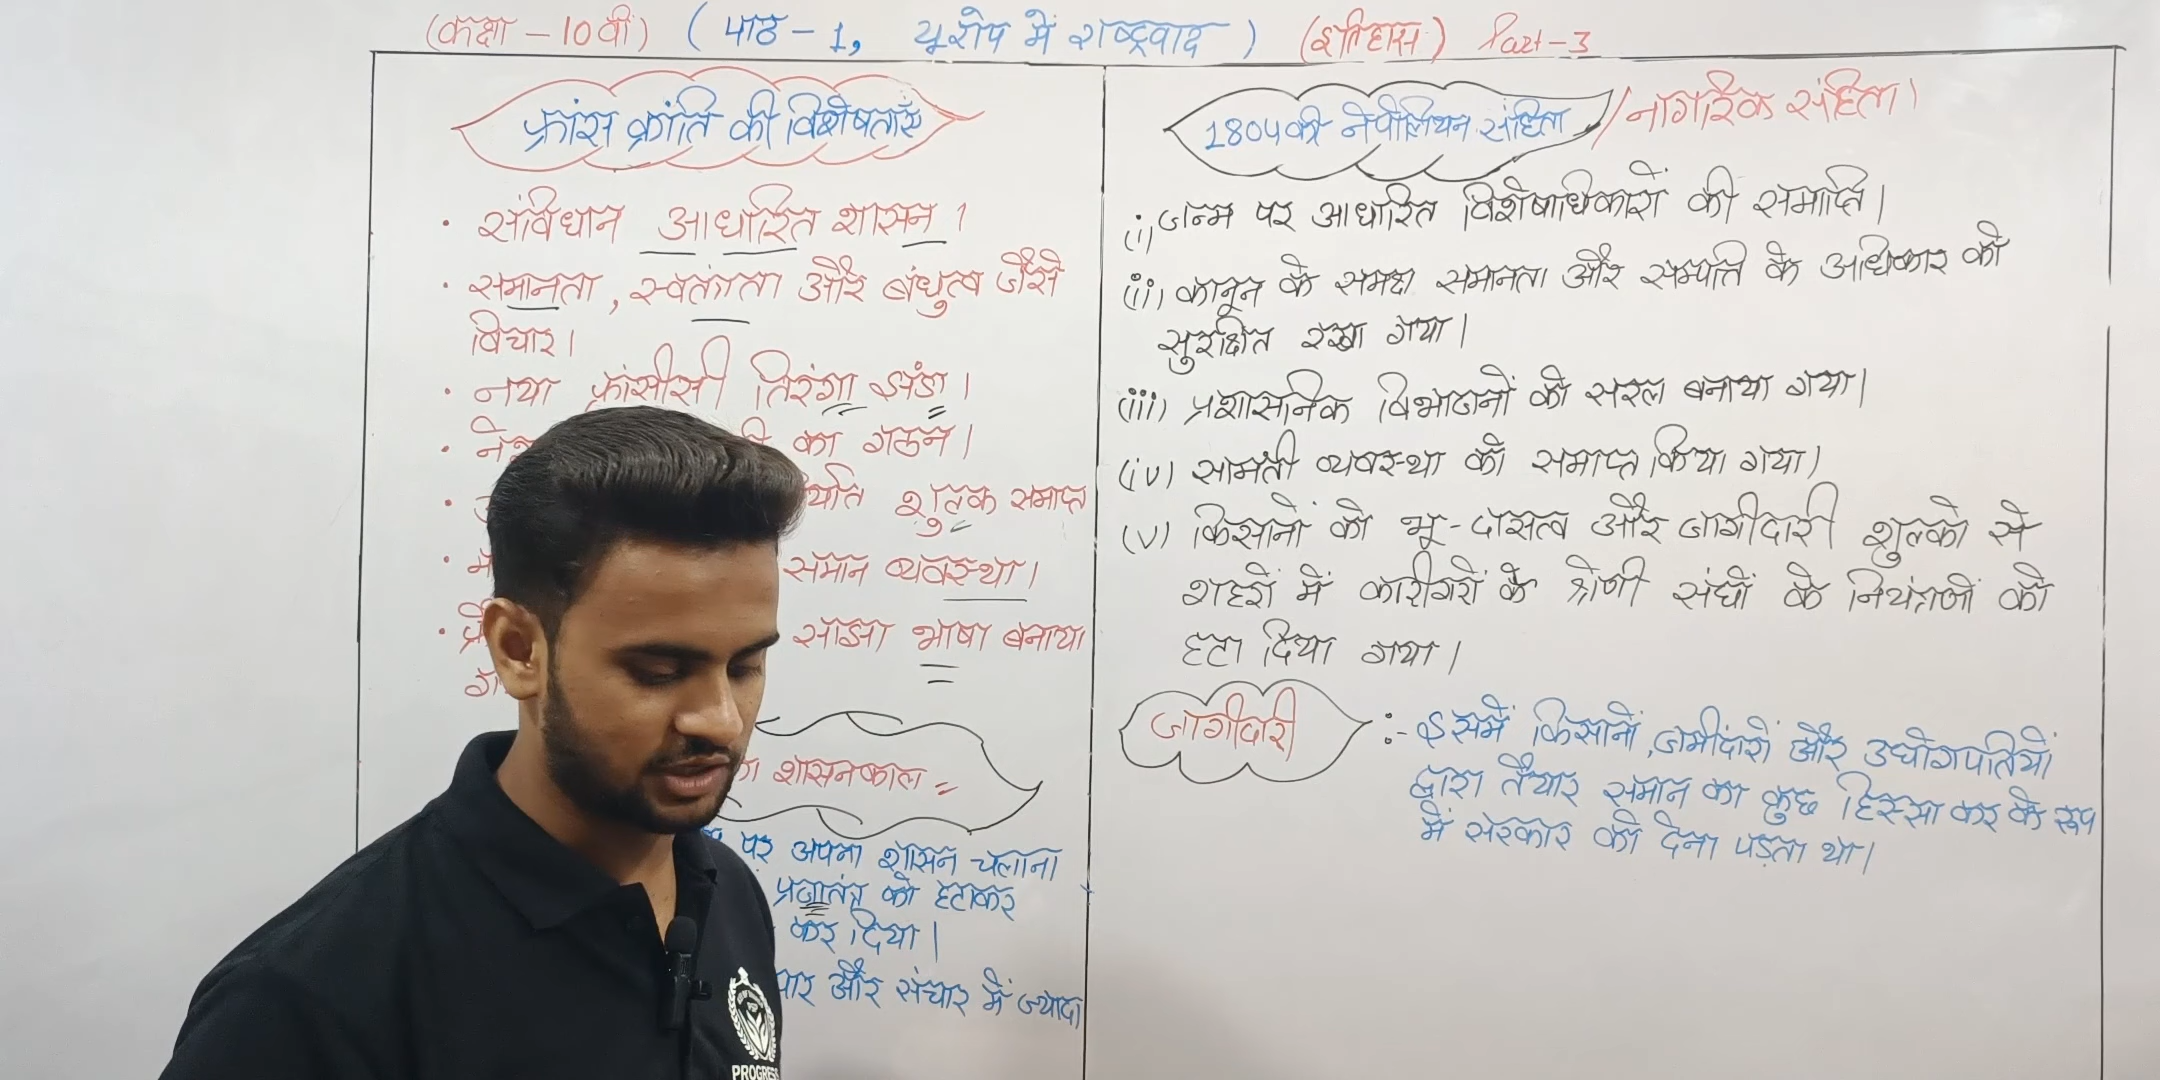 (कक्षा – 10वी) ( पाठ – 1, यूरोप में राष्ट्रवाद ) (इतिहास) Part-3
फ्रांस क्रांति की विशेषताएँ
• संविधान आधारित शासन ।
• समानता, स्वतंत्रता और बंधुत्व जैसे
विचार।
• नया फ्रांसीसी तिरंगा झंडा ।
का गठन।
शुल्क समाप्त
समान व्यवस्था।
साझा भाषा बनाया
शासनकाल
पर अपना शासन चलाना
प्रजातंत्र को हटाकर
कर दिया।
और संचार में ज्यादा
1804 की नेपोलियन संहिता / नागरिक संहिता।
(i) जन्म पर आधारित विशेषाधिकारों की समाप्ति।
(ii) कानून के समक्ष समानता और सम्पति के अधिकार को
सुरक्षित रखा गया।
(iii) प्रशासनिक विभाजनों को सरल बनाया गया।
(iv) सामंती व्यवस्था को समाप्त किया गया।
(v) किसानों को भू-दासत्व और जागीदारी शुल्को से
शहरों में कारीगरों के श्रेणी संघों के नियंत्रणों को
हटा दिया गया।
जागीदारी :- इसमें किसानों, जमींदारों और उद्योगपतियों
द्वारा तैयार समान का कुछ हिस्सा कर के रूप
में सरकार को देना पड़ता था।
PROGRESS